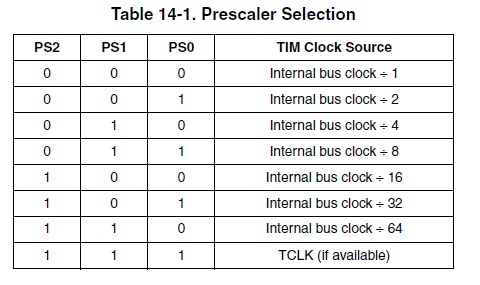 Table 14-1. Prescaler Selection
PS2 PS1 PS0 TIM Clock Source
0 0 0 Internal bus clock ÷ 1
0 0 1 Internal bus clock ÷ 2
0 1 0 Internal bus clock ÷ 4
0 1 1 Internal bus clock ÷ 8
1 0 0 Internal bus clock ÷ 16
1 0 1 Internal bus clock ÷ 32
1 1 0 Internal bus clock ÷ 64
1 1 1 TCLK (if available)